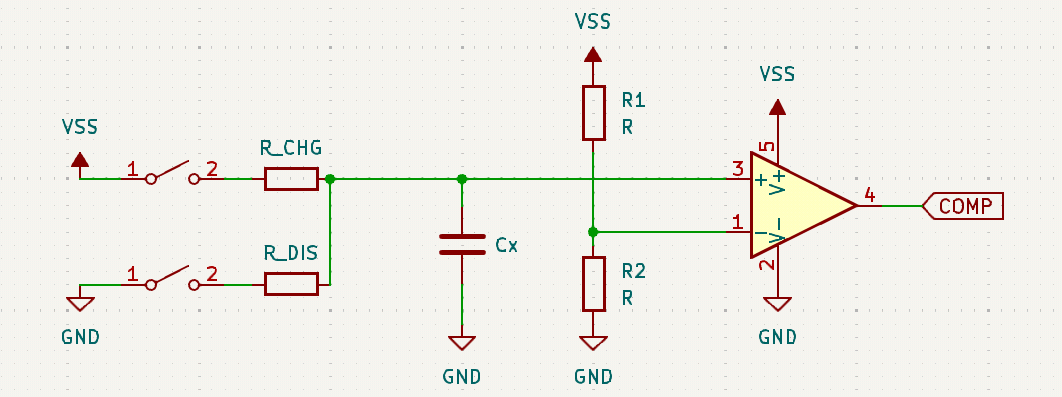 VSS
1
2
R_CHG
GND
1
2
R_DIS
Cx
GND
VSS
R1
R
R2
R
GND
VSS
5
3
+
V+
1
−
V−
2
GND
4
COMP